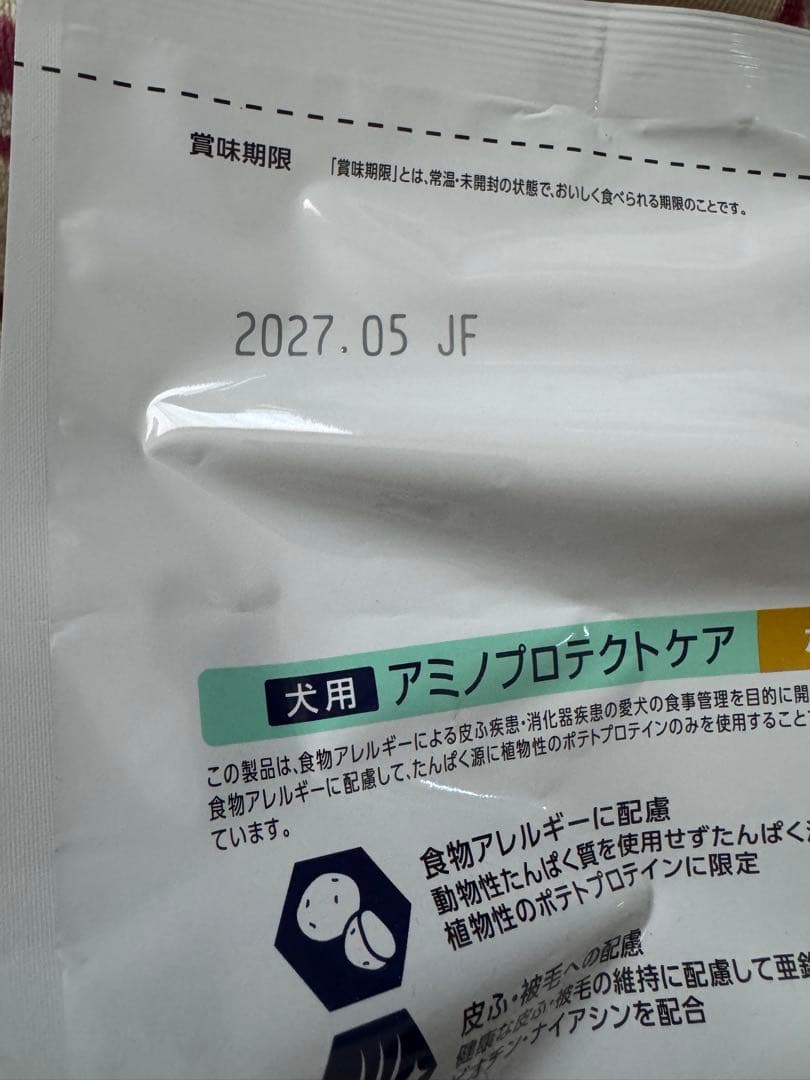 賞味期限
「賞味期限」とは、常温・未開封の状態で、おいしく食べられる期限のことです。
2027.05 JF
犬用 アミノプロテクトケア
この製品は、食物アレルギーによる皮ふ疾患・消化器疾患の愛犬の食事管理を目的に開
食物アレルギーに配慮して、たんぱく源に植物性のポテトプロテインのみを使用すること
ています。
食物アレルギーに配慮
動物性たんぱく質を使用せずたんぱく
植物性のポテトプロテインに限定
皮ふ・被毛への配慮
健康な皮ふ・被毛の維持に配慮して亜鉛
ビオチン・ナイアシンを配合